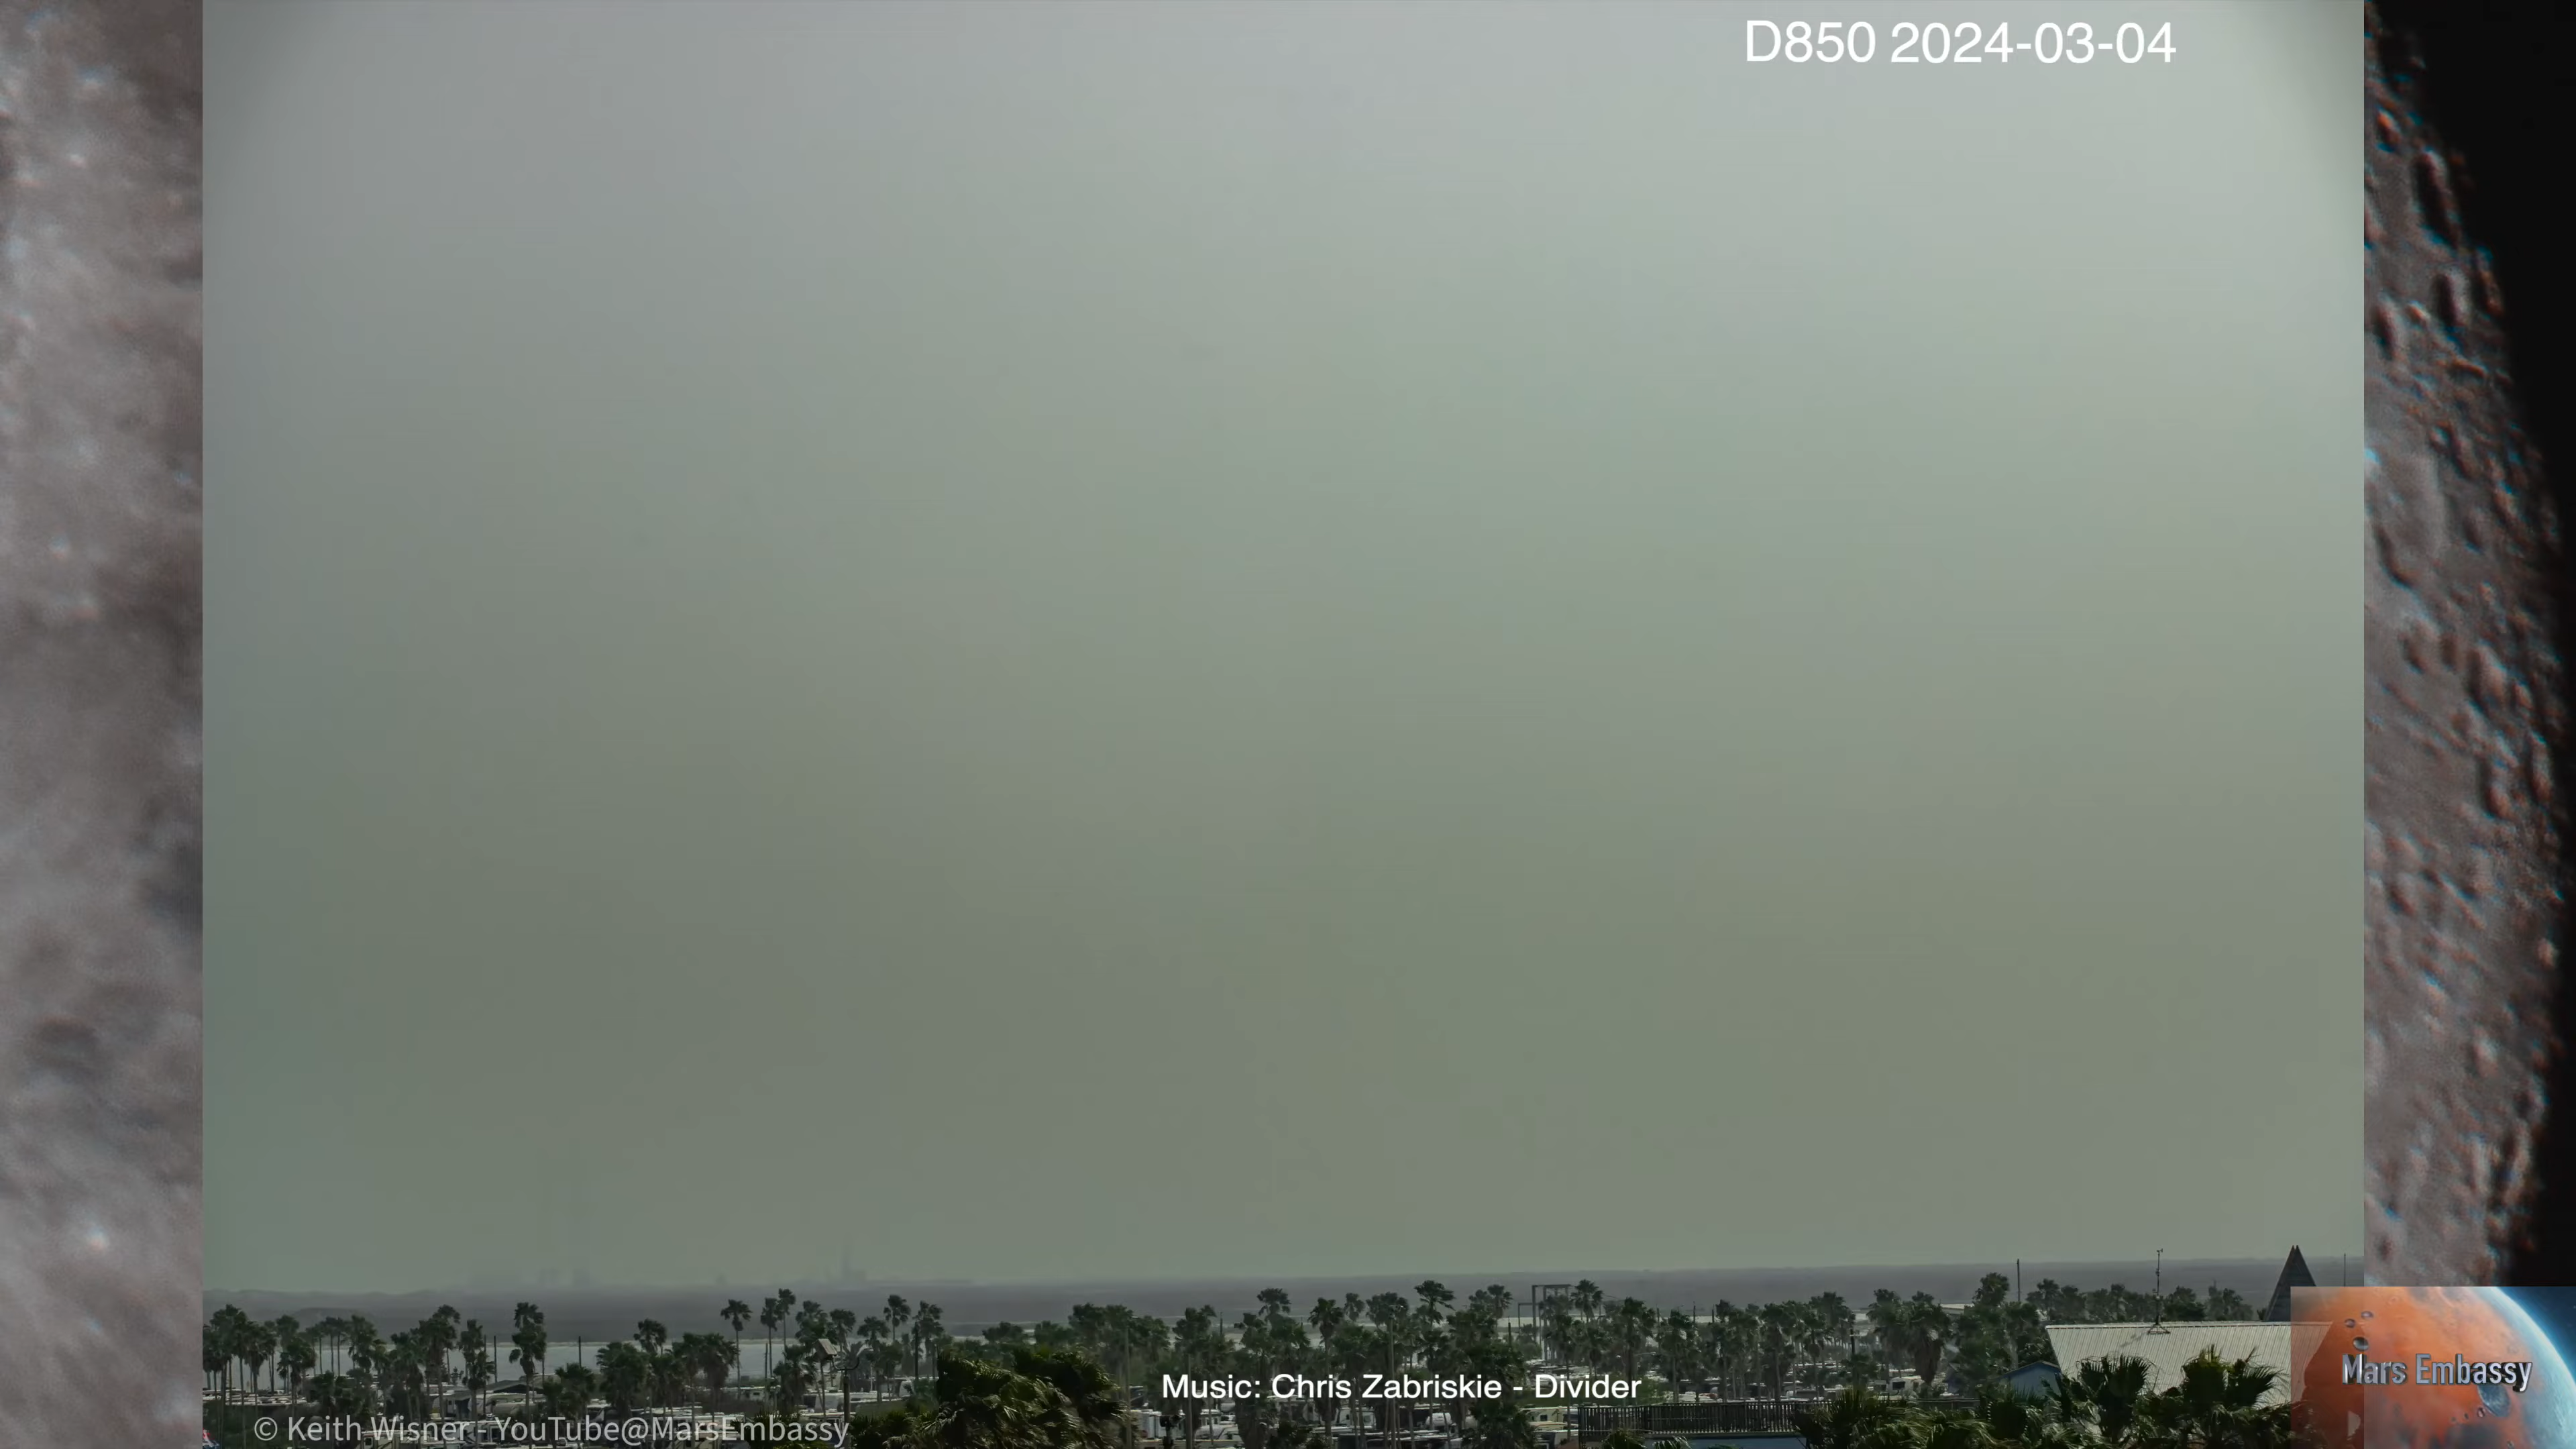 D850 2024-03-04
Music: Chris Zabriskie - Divider
Mars Embassy
© Keith Wisner - YouTube@MarsEmbassy